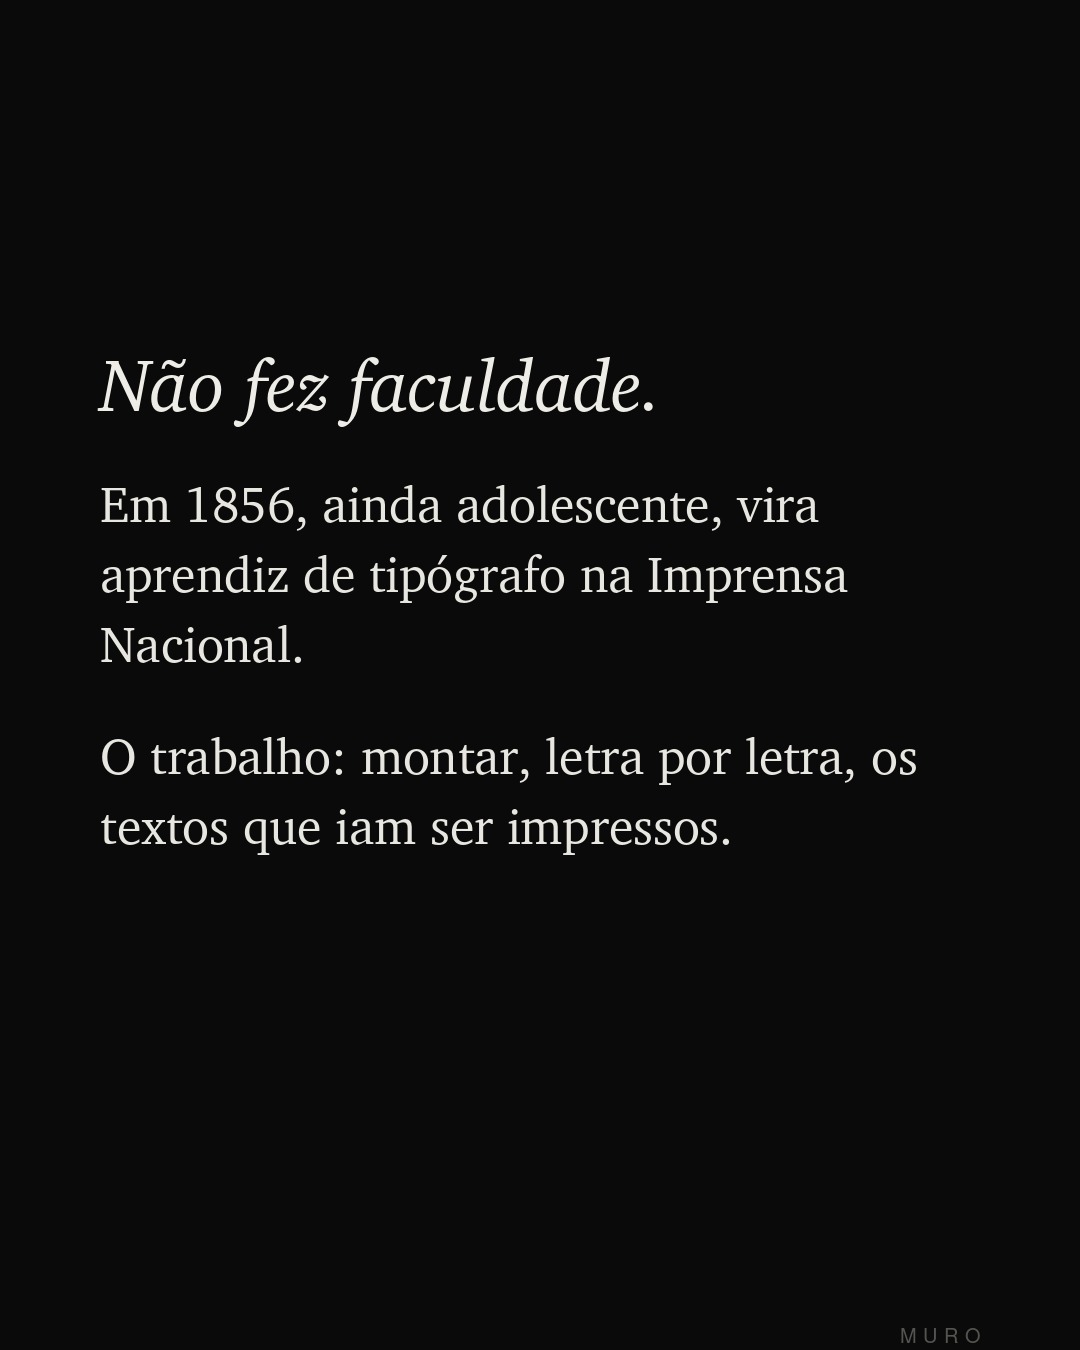 Não fez faculdade.
Em 1856, ainda adolescente, vira
aprendiz de tipógrafo na Imprensa
Nacional.
O trabalho: montar, letra por letra, os
textos que iam ser impressos.
MURO